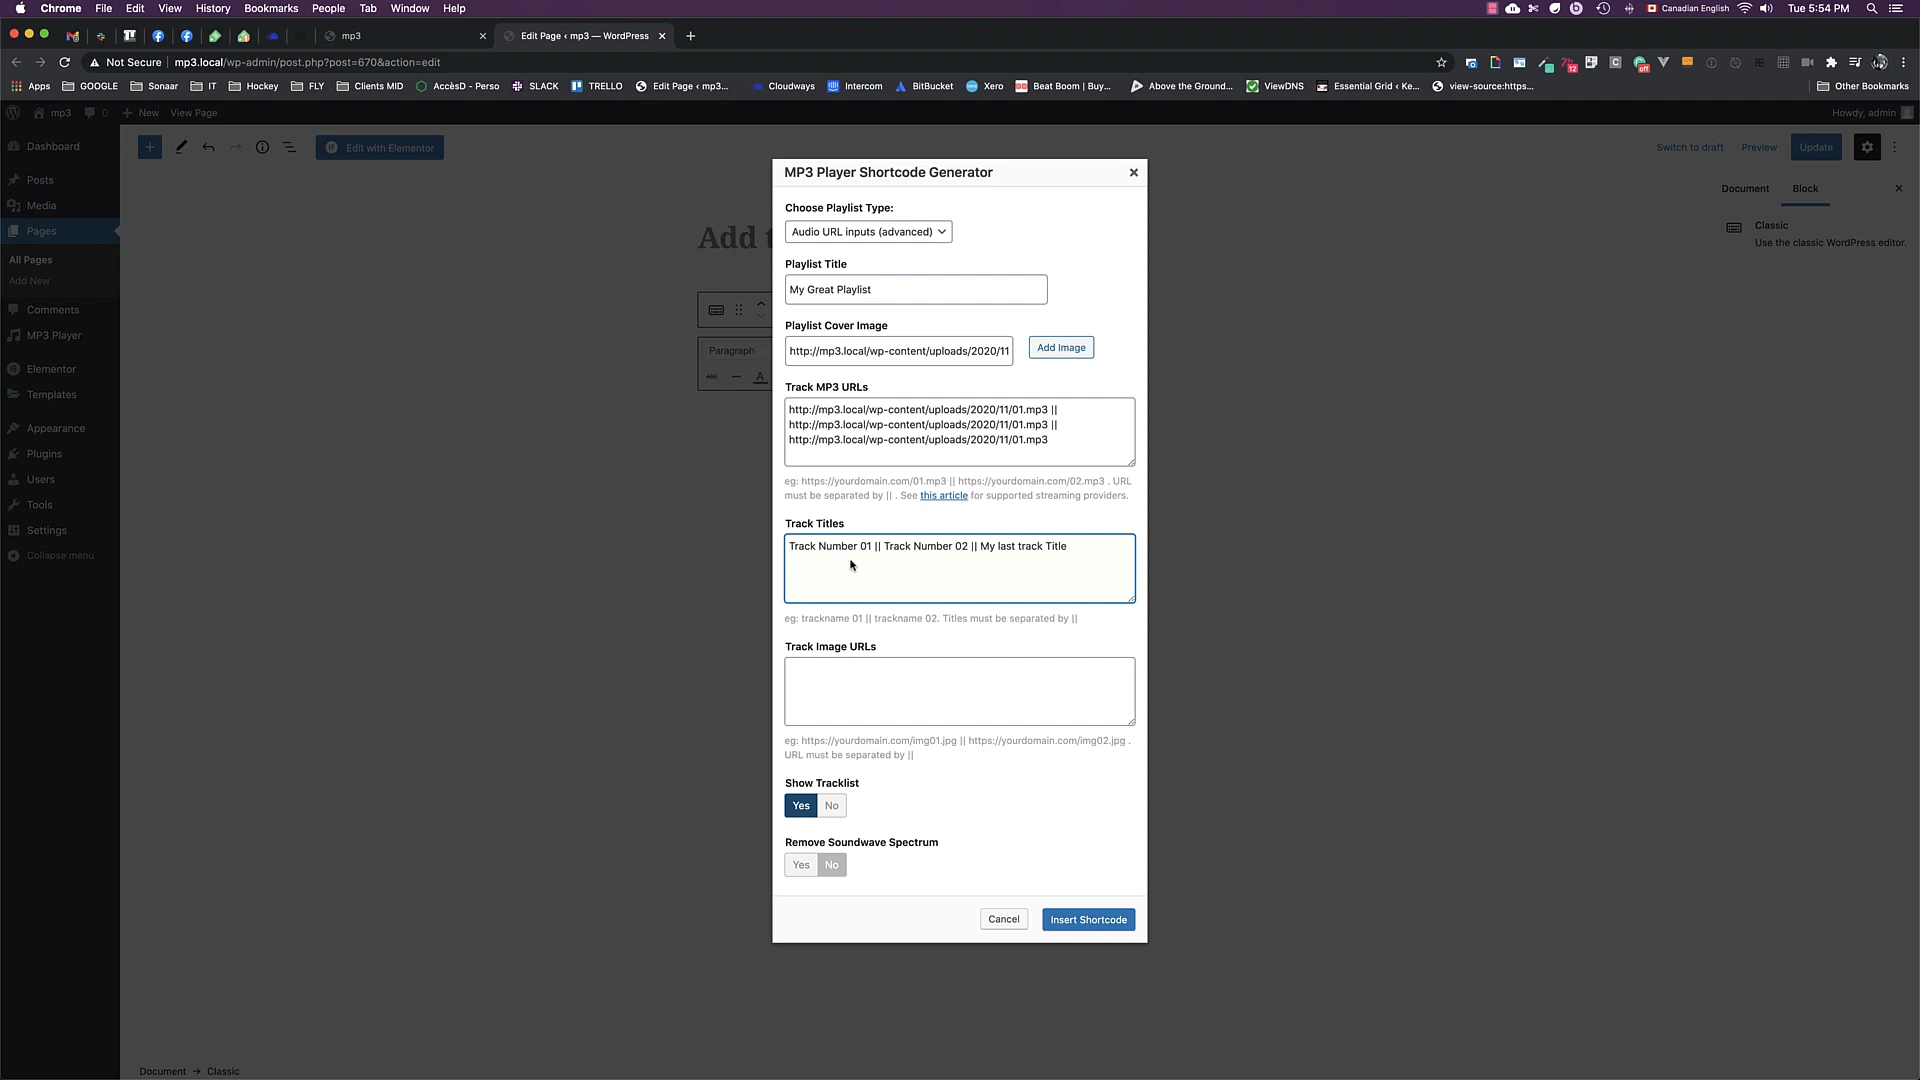 Chrome File Edit View History Bookmarks People Tab Window Help
Canadian English Tue 5:54 PM
mp3
Edit Page ‹ mp3 — WordPress
Not Secure mp3.local/wp-admin/post.php?post=670&action=edit
12
off
Apps GOOGLE Sonaar IT Hockey FLY Clients MID AccèsD - Perso SLACK TRELLO Edit Page ‹ mp3... Cloudways Intercom BitBucket Xero Beat Boom | Buy... Above the Ground... ViewDNS Essential Grid ‹ Ke... view-source:https... Other Bookmarks
mp3 0 + New View Page Howdy, admin
Dashboard
Posts
Media
Pages
All Pages
Add New
Comments
MP3 Player
Elementor
Templates
Appearance
Plugins
Users
Tools
Settings
Collapse menu
Edit with Elementor
Switch to draft Preview Update
Document Block
Classic
Use the classic WordPress editor.
Add t
Paragraph
ABC
A
MP3 Player Shortcode Generator
Choose Playlist Type:
Audio URL inputs (advanced)
Playlist Title
My Great Playlist
Playlist Cover Image
http://mp3.local/wp-content/uploads/2020/11
Add Image
Track MP3 URLs
http://mp3.local/wp-content/uploads/2020/11/01.mp3 ||
http://mp3.local/wp-content/uploads/2020/11/01.mp3 ||
http://mp3.local/wp-content/uploads/2020/11/01.mp3
eg: https://yourdomain.com/01.mp3 || https://yourdomain.com/02.mp3 . URL
must be separated by || . See this article for supported streaming providers.
Track Titles
Track Number 01 || Track Number 02 || My last track Title
eg: trackname 01 || trackname 02. Titles must be separated by ||
Track Image URLs
eg: https://yourdomain.com/img01.jpg || https://yourdomain.com/img02.jpg .
URL must be separated by ||
Show Tracklist
Yes No
Remove Soundwave Spectrum
Yes No
Cancel Insert Shortcode
Document → Classic